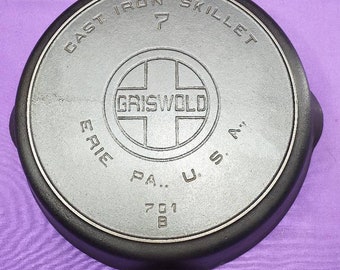 CAST IRON SKILLET
7
GRISWOLD
ERIE PA., U.S.A.,
701
B